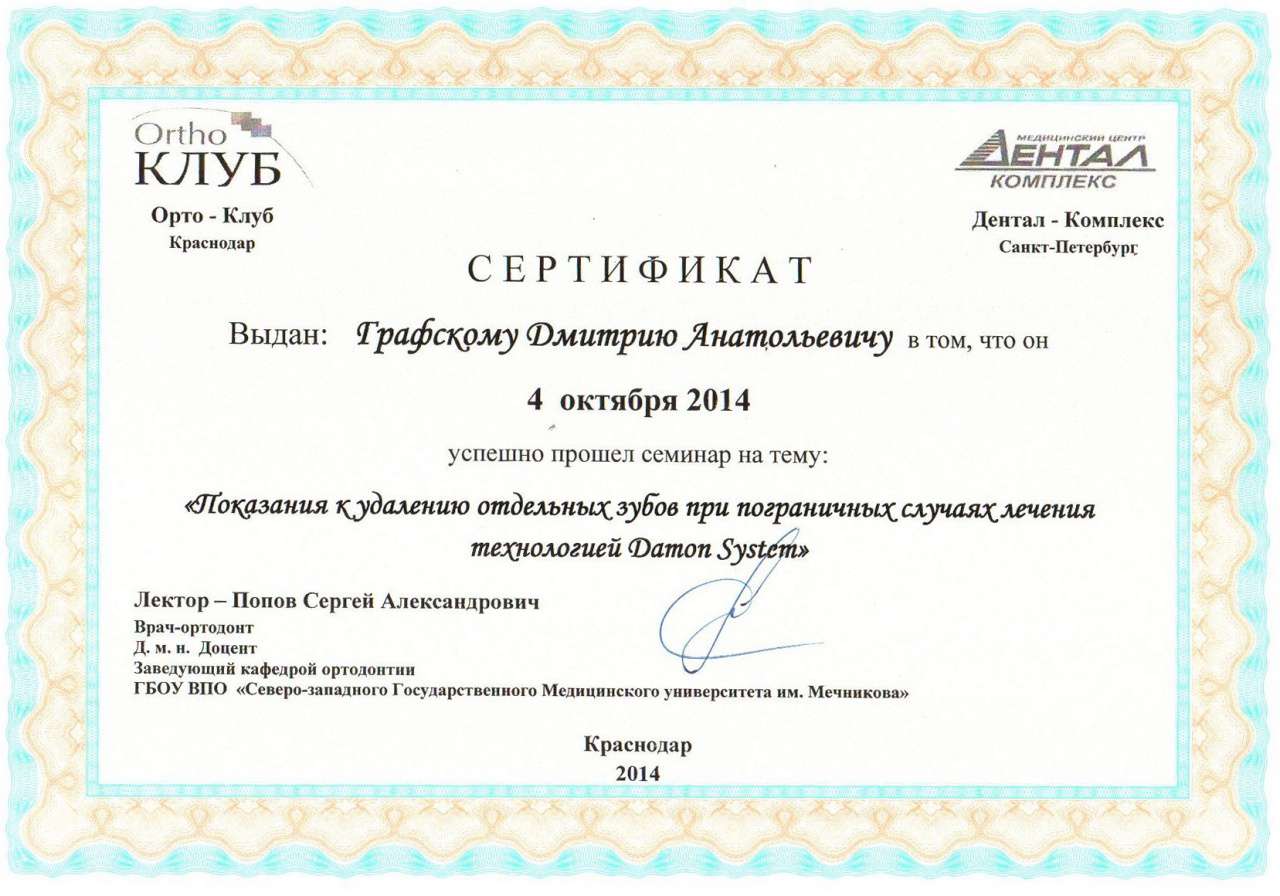 Ortho
КЛУБ
Орто - Клуб
Краснодар
МЕДИЦИНСКИЙ ЦЕНТР
ДЕНТАЛ
КОМПЛЕКС
Дентал - Комплекс
Санкт-Петербург
СЕРТИФИКАТ
Выдан: Графскому Дмитрию Анатольевичу в том, что он
4 октября 2014
успешно прошел семинар на тему:
«Показания к удалению отдельных зубов при пограничных случаях лечения
технологией Damon System»
Лектор – Попов Сергей Александрович
Врач-ортодонт
Д. м. н. Доцент
Заведующий кафедрой ортодонтии
ГБОУ ВПО «Северо-западного Государственного Медицинского университета им. Мечникова»
Краснодар
2014